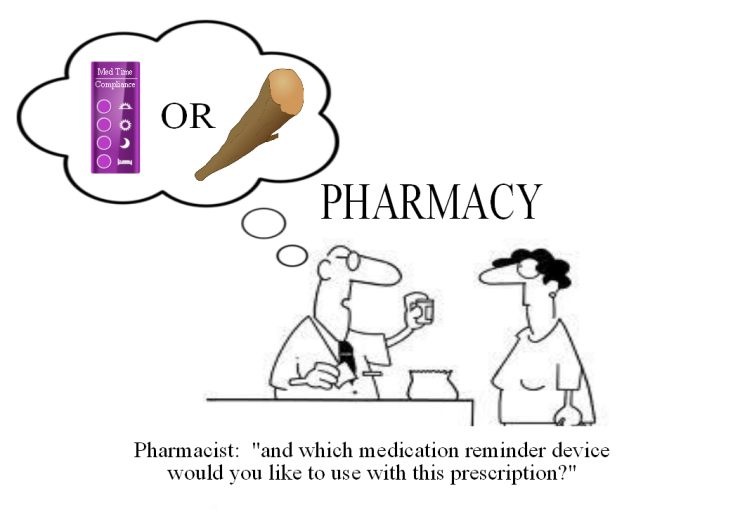 Med Time
Compliance
OR
PHARMACY
Pharmacist:  "and which medication reminder device
would you like to use with this prescription?"